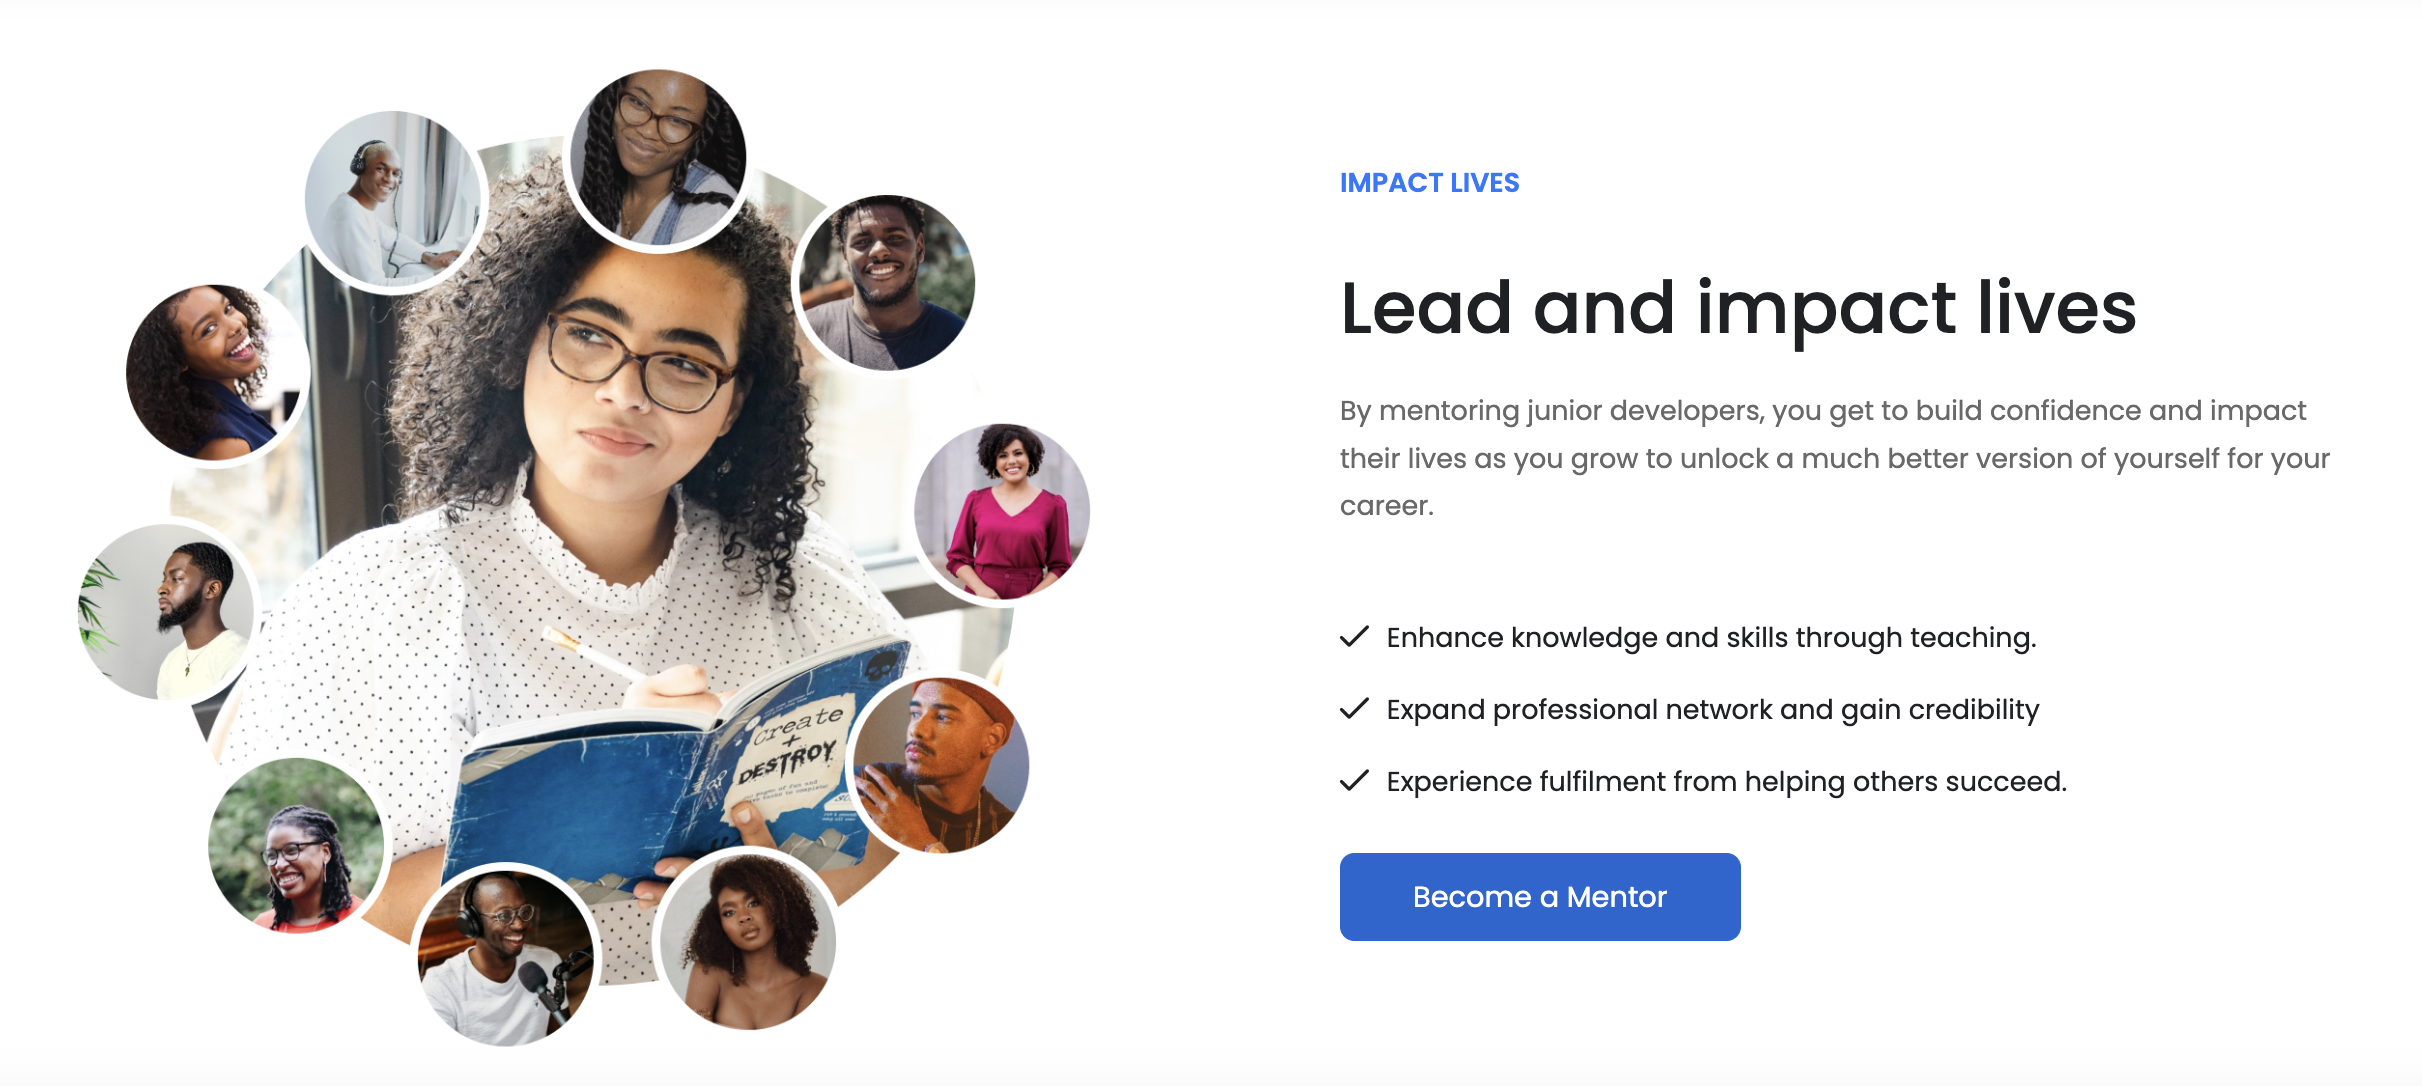 IMPACT LIVES
Lead and impact lives
By mentoring junior developers, you get to build confidence and impact
their lives as you grow to unlock a much better version of yourself for your
career.
Enhance knowledge and skills through teaching.
Expand professional network and gain credibility
Experience fulfilment from helping others succeed.
Become a Mentor
Create
+
DESTROY